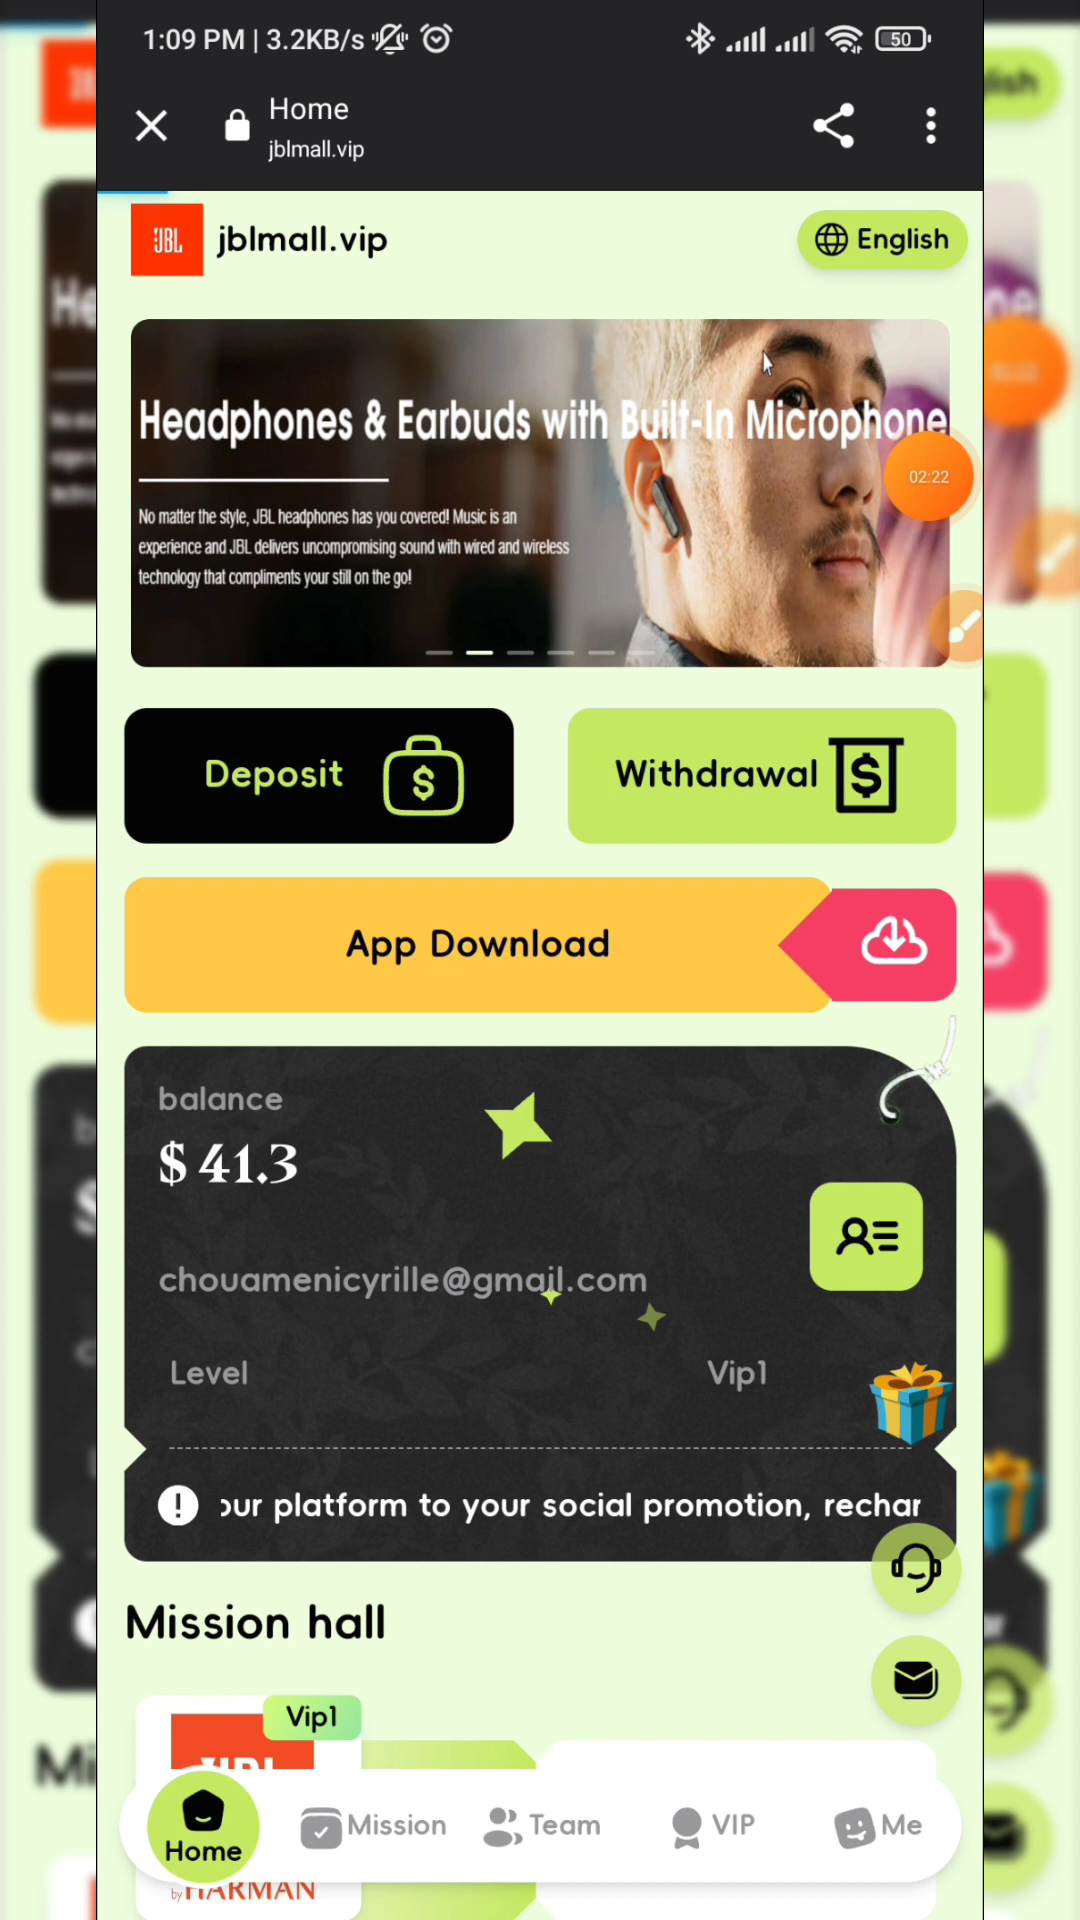 1:09 PM | 3.2KB/s
50
Home
jblmall.vip
JBL
jblmall.vip
English
Headphones & Earbuds with Built-In Microphone
No matter the style, JBL headphones has you covered! Music is an
experience and JBL delivers uncompromising sound with wired and wireless
technology that compliments your still on the go!
02:22
Deposit
Withdrawal
App Download
balance
$ 41.3
chouamenicyrille@gmail.com
Level
Vip1
our platform to your social promotion, rechar
Mission hall
Vip1
JBL
Home
Mission
Team
VIP
Me
by HARMAN